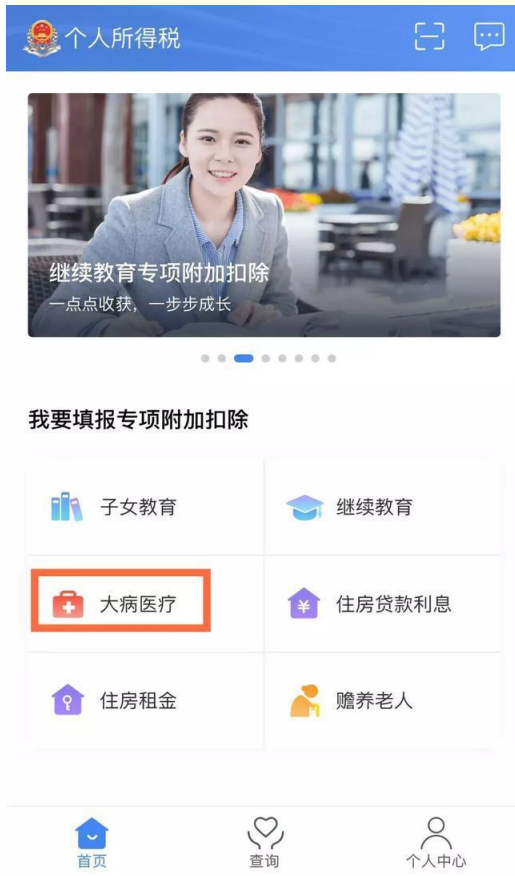 个人所得税
继续教育专项附加扣除
一点点收获，一步步成长
我要填报专项附加扣除
子女教育
继续教育
大病医疗
住房贷款利息
住房租金
赡养老人
首页
查询
个人中心